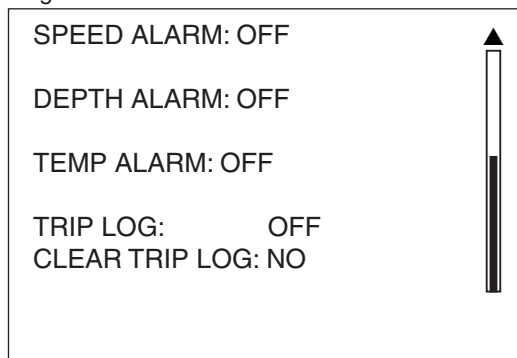 SPEED ALARM: OFF
DEPTH ALARM: OFF
TEMP ALARM: OFF
TRIP LOG: OFF
CLEAR TRIP LOG: NO